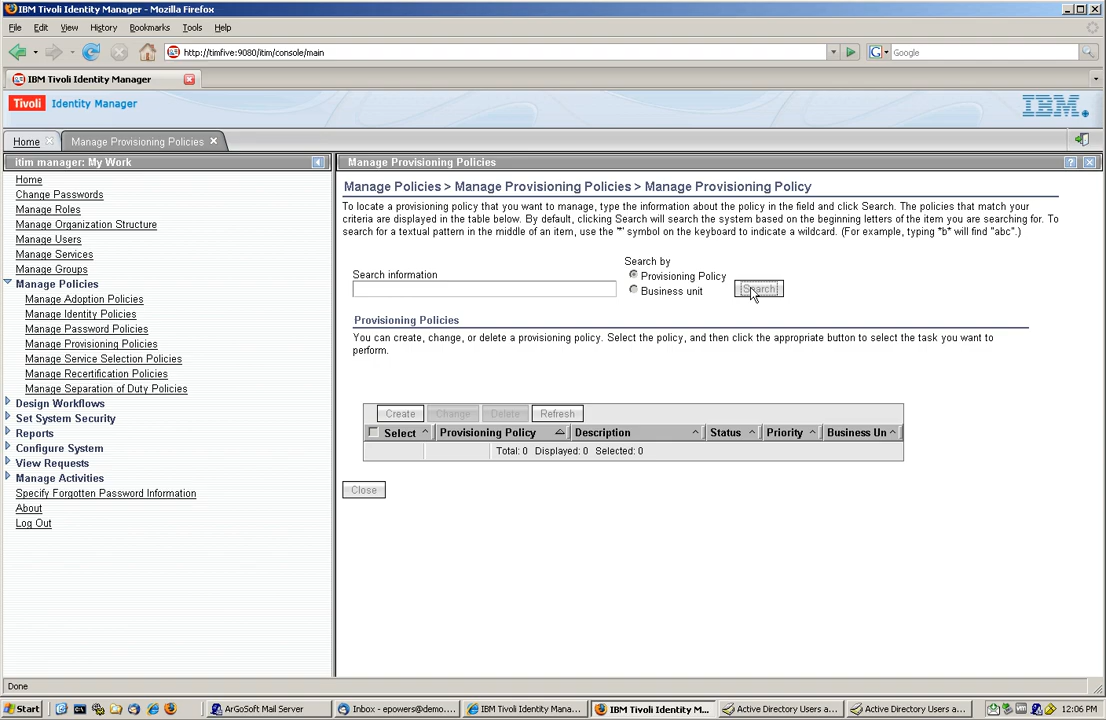 IBM Tivoli Identity Manager - Mozilla Firefox
File Edit View History Bookmarks Tools Help
http://timfive:9080/itim/console/main
Google
IBM Tivoli Identity Manager
Tivoli Identity Manager
IBM.
Home
Manage Provisioning Policies
itim manager: My Work
Home
Change Passwords
Manage Roles
Manage Organization Structure
Manage Users
Manage Services
Manage Groups
Manage Policies
Manage Adoption Policies
Manage Identity Policies
Manage Password Policies
Manage Provisioning Policies
Manage Service Selection Policies
Manage Recertification Policies
Manage Separation of Duty Policies
Design Workflows
Set System Security
Reports
Configure System
View Requests
Manage Activities
Specify Forgotten Password Information
About
Log Out
Manage Provisioning Policies
Manage Policies > Manage Provisioning Policies > Manage Provisioning Policy
To locate a provisioning policy that you want to manage, type the information about the policy in the field and click Search. The policies that match your
criteria are displayed in the table below. By default, clicking Search will search the system based on the beginning letters of the item you are searching for. To
search for a textual pattern in the middle of an item, use the '*' symbol on the keyboard to indicate a wildcard. (For example, typing *b* will find "abc".)
Search information
Search by
Provisioning Policy
Business unit
Search
Provisioning Policies
You can create, change, or delete a provisioning policy. Select the policy, and then click the appropriate button to select the task you want to
perform.
Create Change Delete Refresh
Select ^ Provisioning Policy Description ^ Status ^ Priority ^ Business Un ^
Total: 0 Displayed: 0 Selected: 0
Close
Done
Start
ArGoSoft Mail Server
Inbox - epowers@demo....
IBM Tivoli Identity Mana...
IBM Tivoli Identity M...
Active Directory Users a...
Active Directory Users a...
12:06 PM